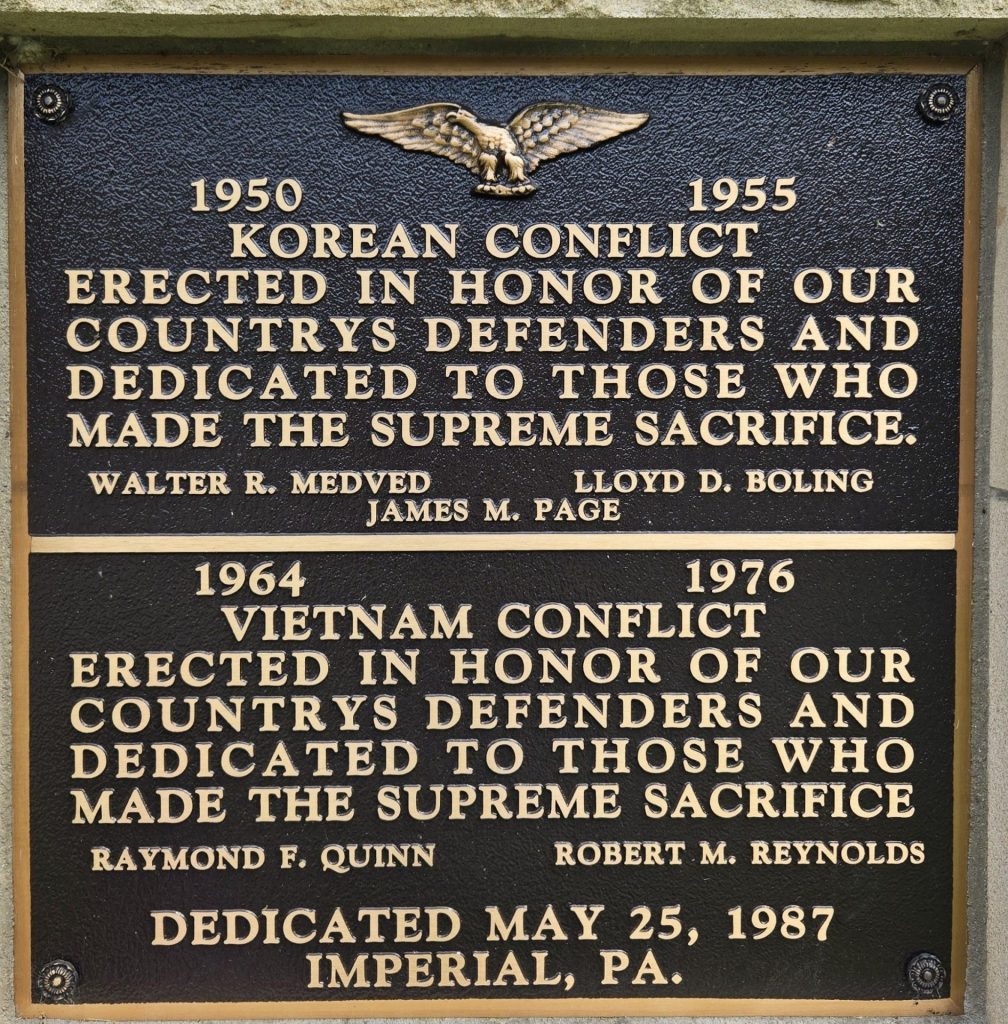 1950 1955
KOREAN CONFLICT
ERECTED IN HONOR OF OUR
COUNTRYS DEFENDERS AND
DEDICATED TO THOSE WHO
MADE THE SUPREME SACRIFICE.
WALTER R. MEDVED LLOYD D. BOLING
JAMES M. PAGE
1964 1976
VIETNAM CONFLICT
ERECTED IN HONOR OF OUR
COUNTRYS DEFENDERS AND
DEDICATED TO THOSE WHO
MADE THE SUPREME SACRIFICE
RAYMOND F. QUINN ROBERT M. REYNOLDS
DEDICATED MAY 25, 1987
IMPERIAL, PA.